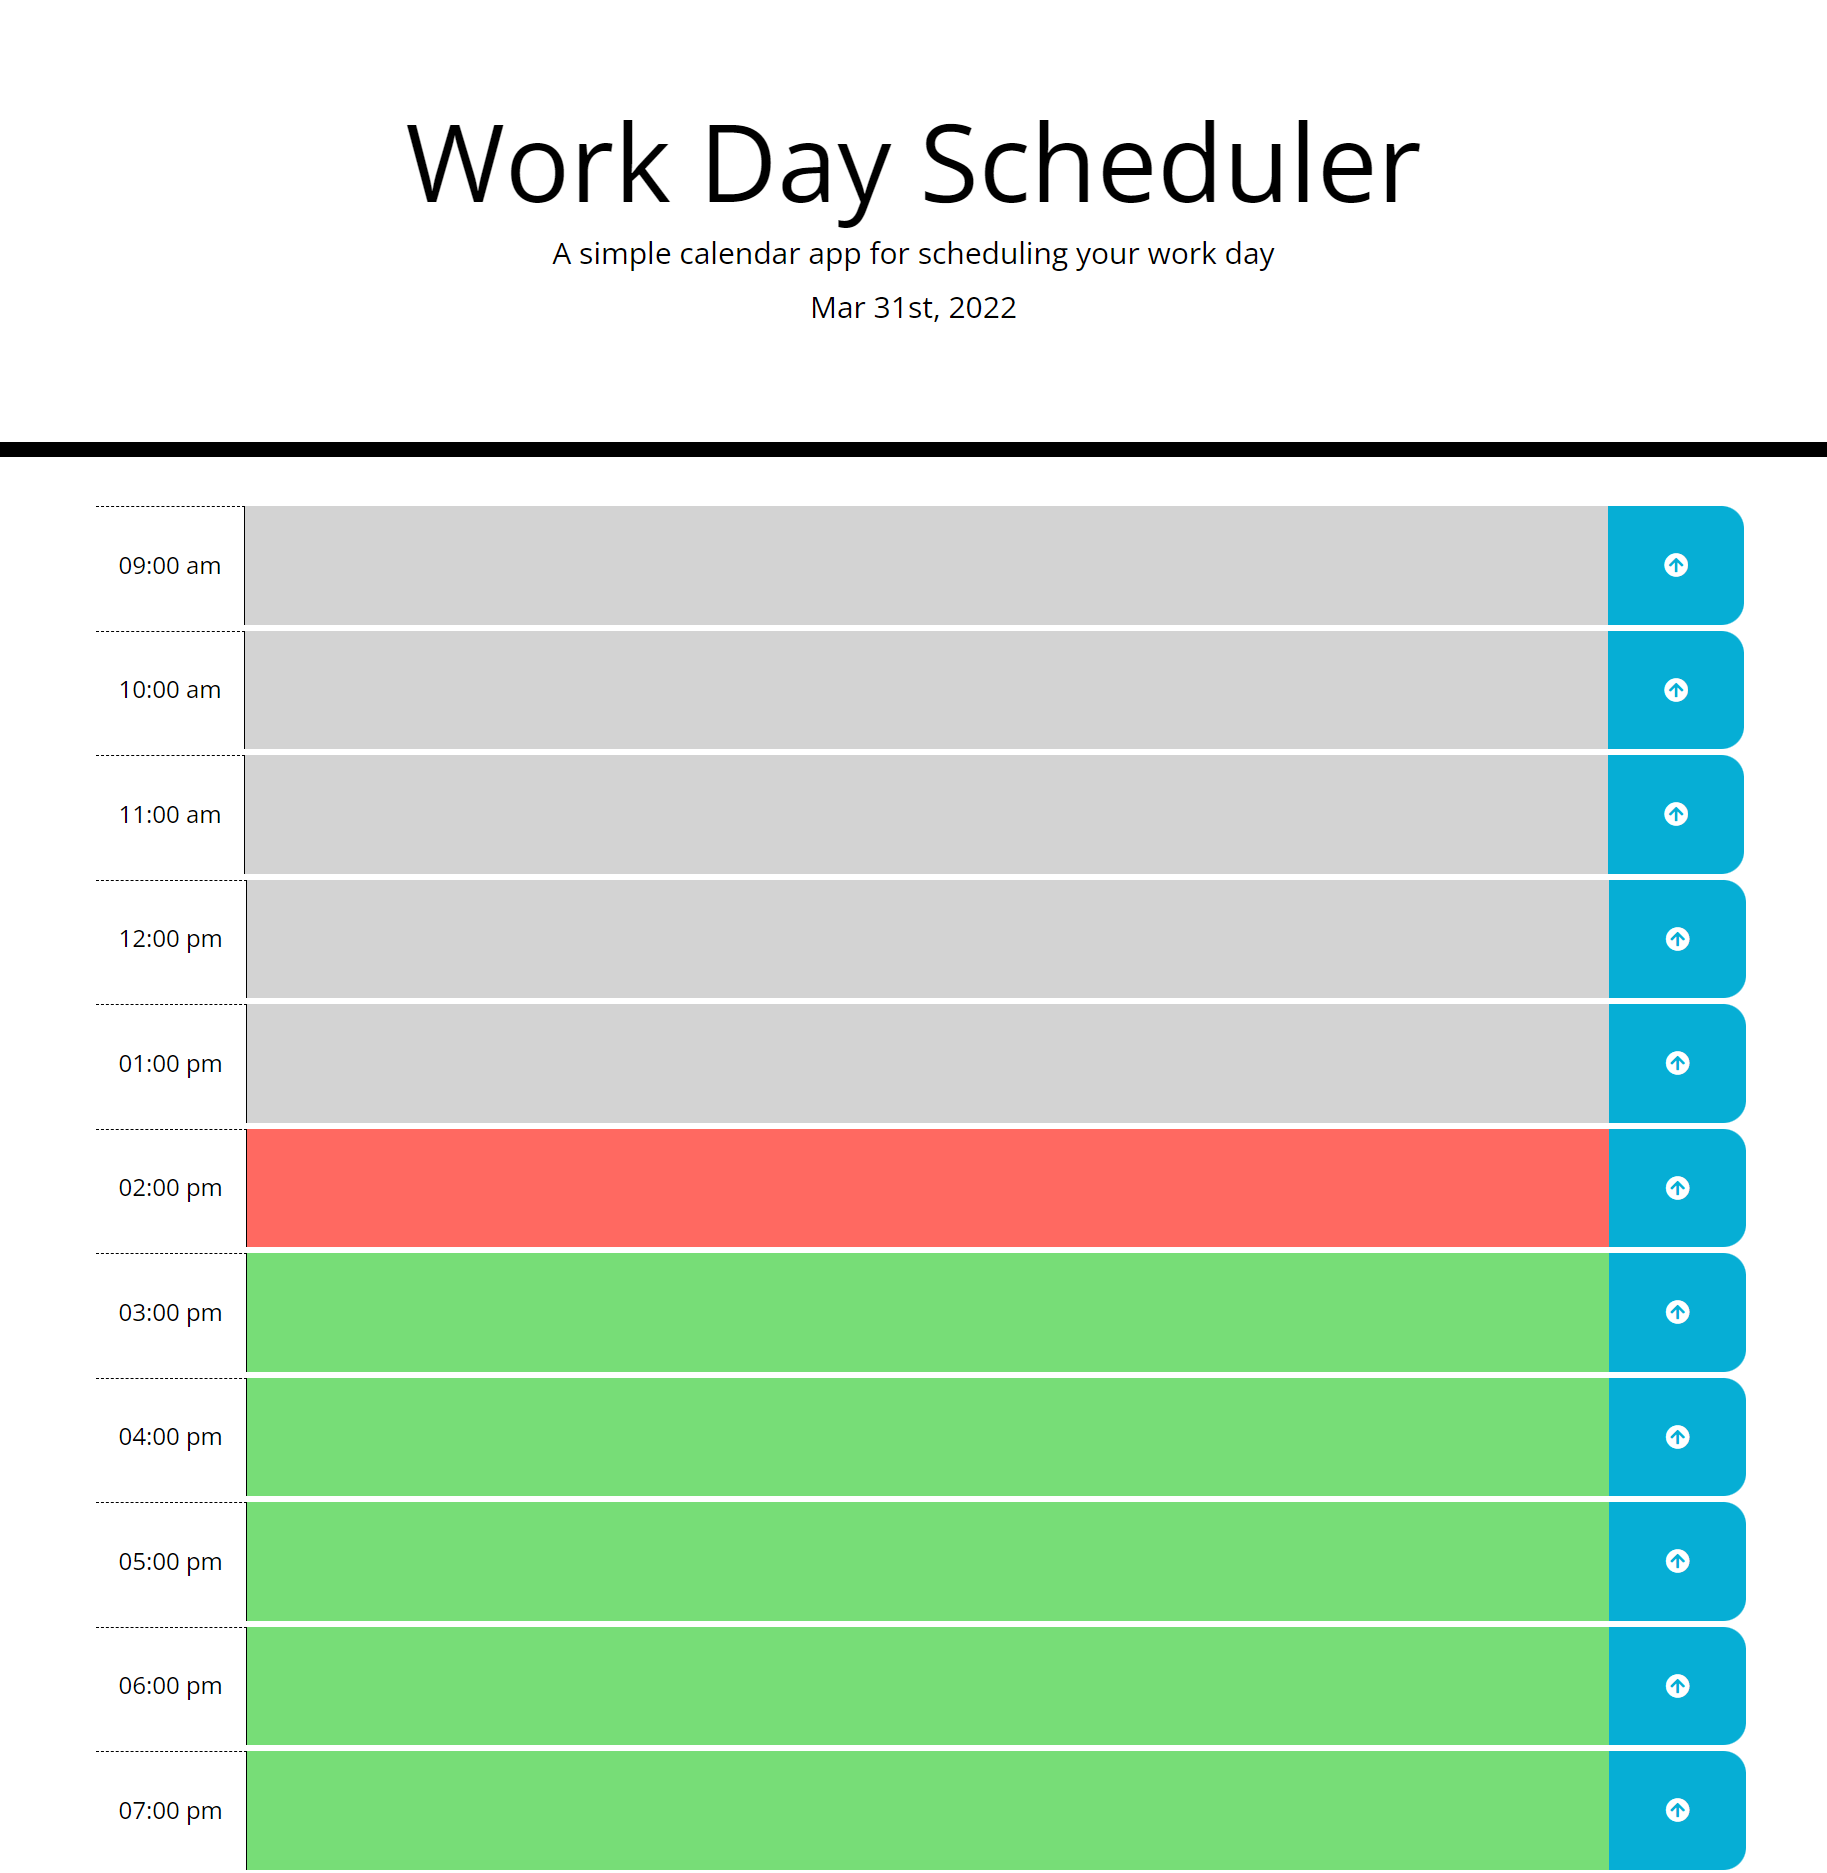 Work Day Scheduler
A simple calendar app for scheduling your work day
Mar 31st, 2022
09:00 am
10:00 am
11:00 am
12:00 pm
01:00 pm
02:00 pm
03:00 pm
04:00 pm
05:00 pm
06:00 pm
07:00 pm